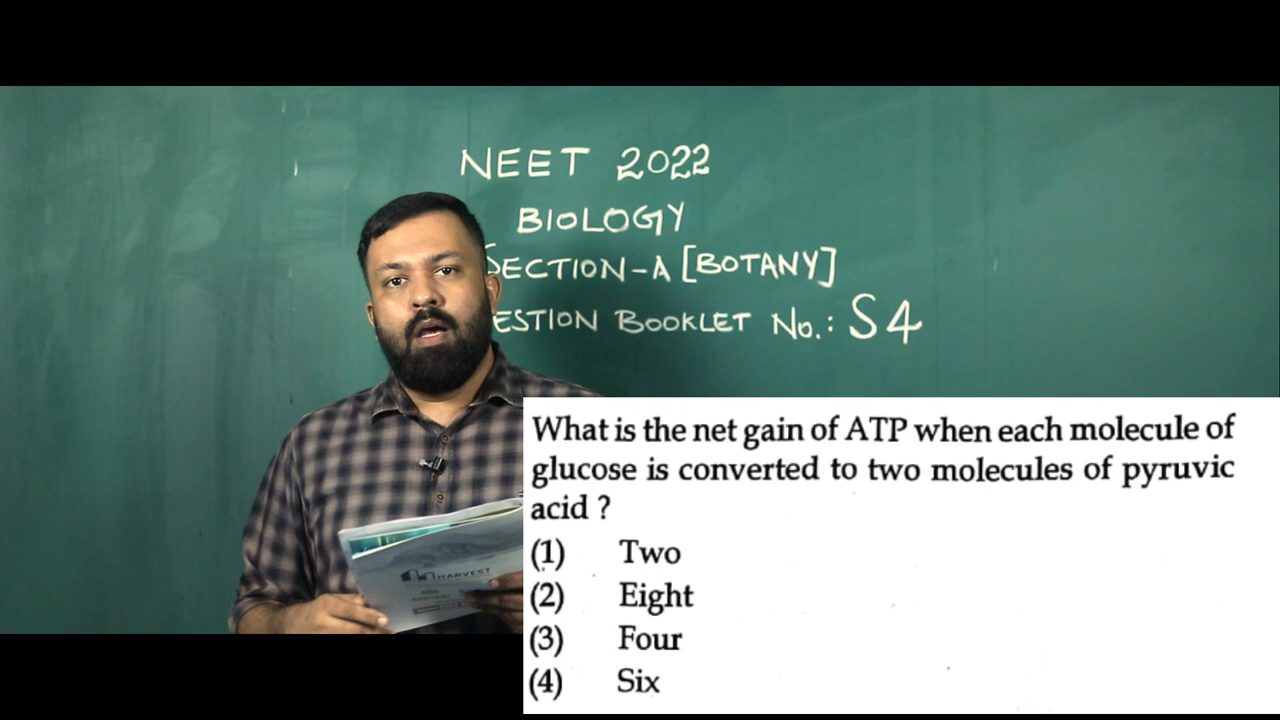 NEET 2022
BIOLOGY
SECTION-A [BOTANY]
ESTION BOOKLET No.: S4
HARVEST
What is the net gain of ATP when each molecule of
glucose is converted to two molecules of pyruvic
acid ?
(1) Two
(2) Eight
(3) Four
(4) Six